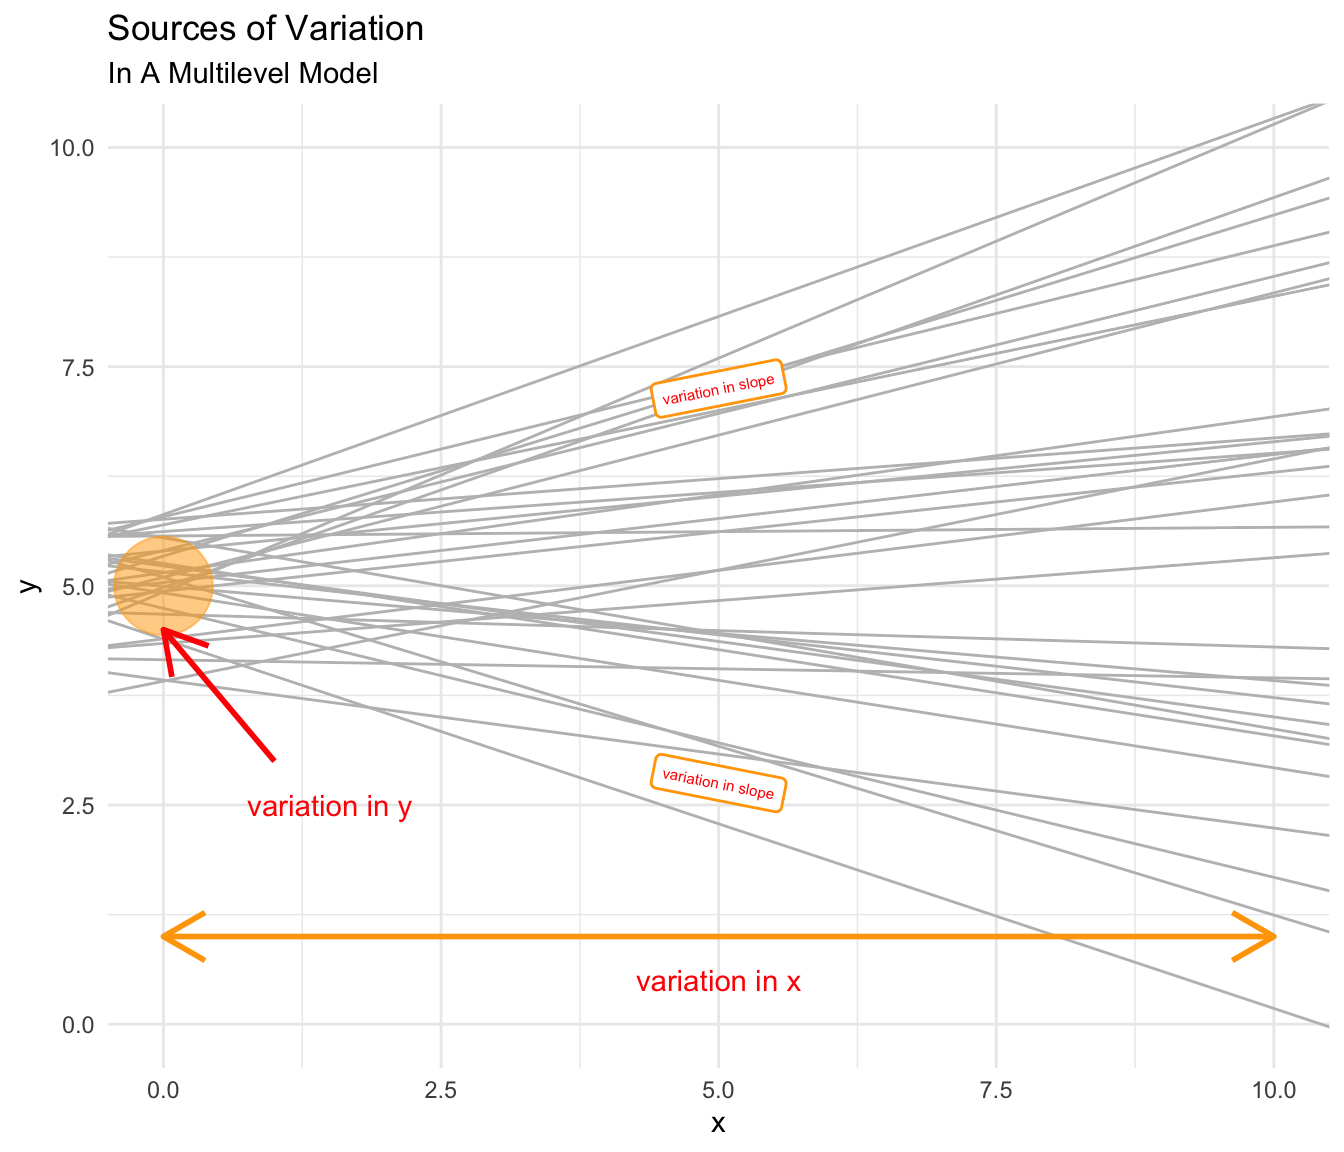 Sources of Variation
In A Multilevel Model
10.0
7.5
5.0
2.5
0.0
y
variation in slope
variation in slope
variation in y
variation in x
0.0 2.5 5.0 7.5 10.0
x